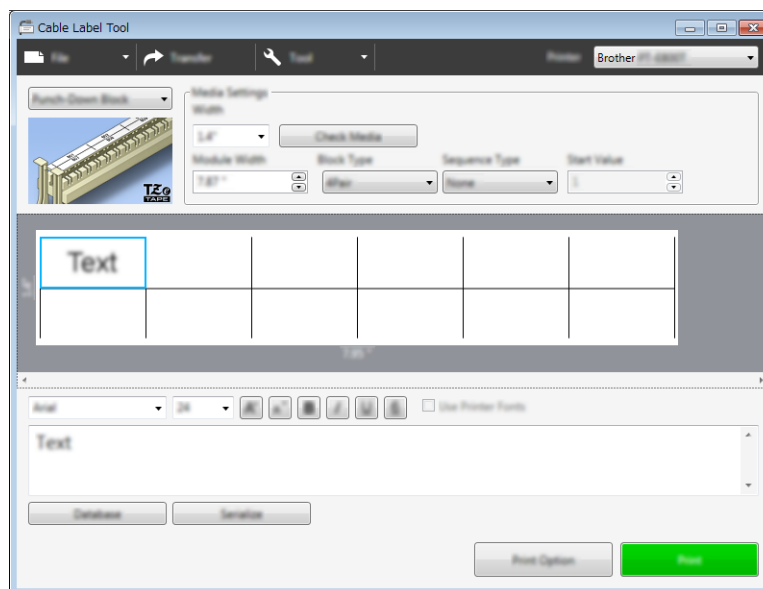 Cable Label Tool
File Transfer Tool Printer Brother
Punch-Down Block
Media Settings
Width
1.4" Check Media
Module Width Block Type Sequence Type Start Value
7.87 " 4Pair None 1
TZe
TAPE
Text
7.85 "
Arial 24 A A B I U Use Printer Fonts
Text
Database Serialize
Print Option Print